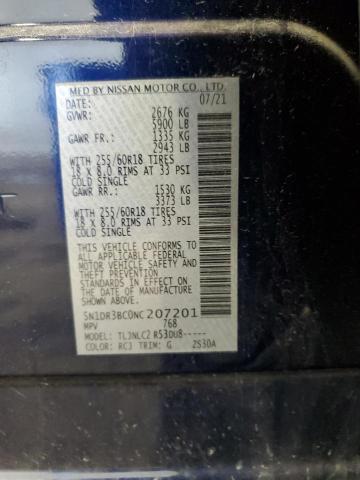 MFD BY NISSAN MOTOR CO., LTD.
DATE: 07/21
GVWR: 2676 KG
5900 LB
GAWR FR.: 1335 KG
2943 LB
WITH 255/60R18 TIRES
18 X 8.0 RIMS AT 33 PSI
COLD SINGLE
GAWR RR.: 1530 KG
3373 LB
WITH 255/60R18 TIRES
18 X 8.0 RIMS AT 33 PSI
COLD SINGLE
THIS VEHICLE CONFORMS TO
ALL APPLICABLE FEDERAL
MOTOR VEHICLE SAFETY AND
THEFT PREVENTION
STANDARDS IN EFFECT ON
THE DATE OF MANUFACTURE
SHOWN ABOVE.
5N1DR3BC0NC207201
MPV 768
MODEL: TLJNLC2 R53DU8-----
COLOR: RCJ TRIM: G 2S30A